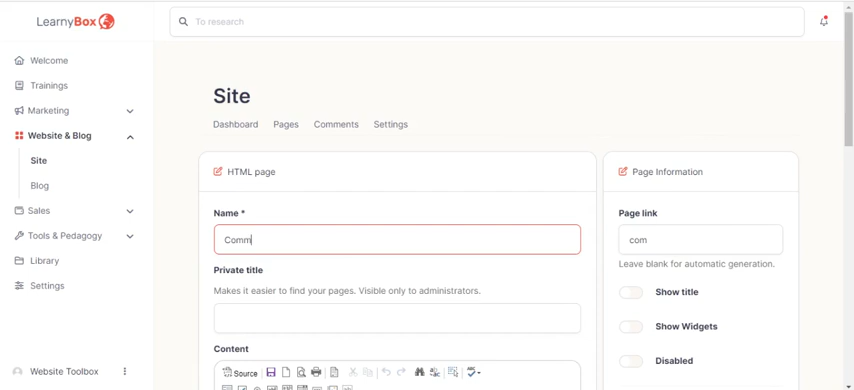 LearnyBox
To research
Welcome
Trainings
Marketing
Website & Blog
Site
Blog
Sales
Tools & Pedagogy
Library
Settings
Website Toolbox
Site
Dashboard Pages Comments Settings
HTML page
Name *
Comm
Private title
Makes it easier to find your pages. Visible only to administrators.
Content
Source
Page Information
Page link
com
Leave blank for automatic generation.
Show title
Show Widgets
Disabled